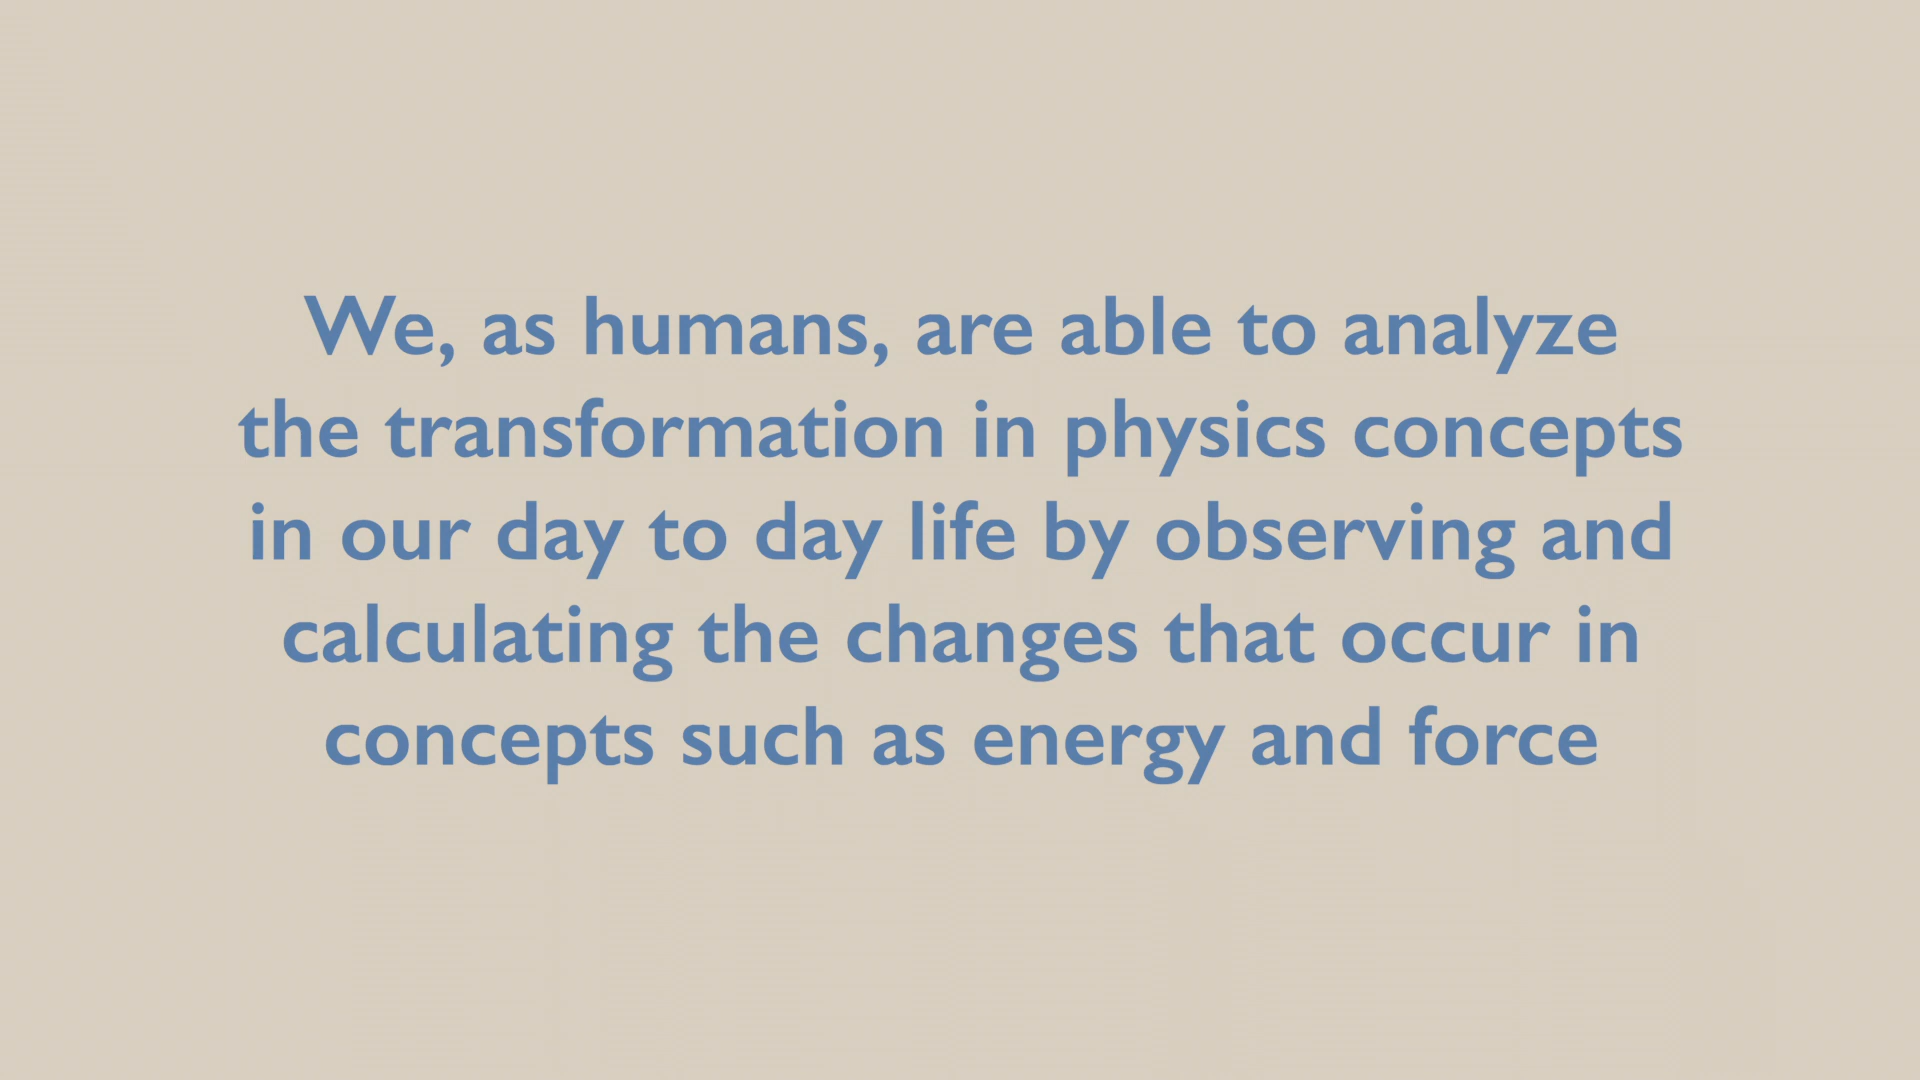 We, as humans, are able to analyze
the transformation in physics concepts
in our day to day life by observing and
calculating the changes that occur in
concepts such as energy and force